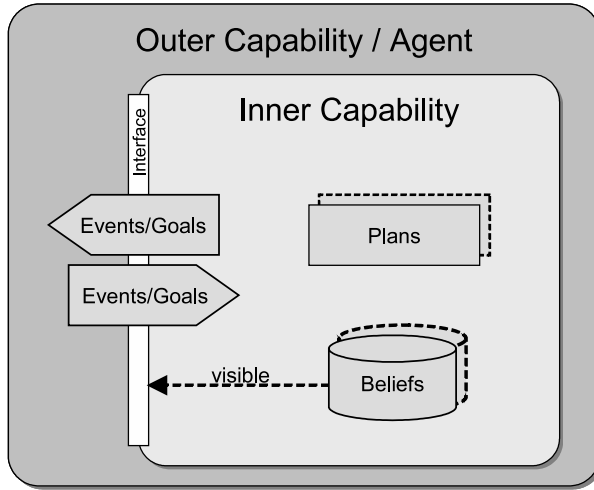 Outer Capability / Agent
Inner Capability
Interface
Events/Goals
Plans
Events/Goals
visible
Beliefs